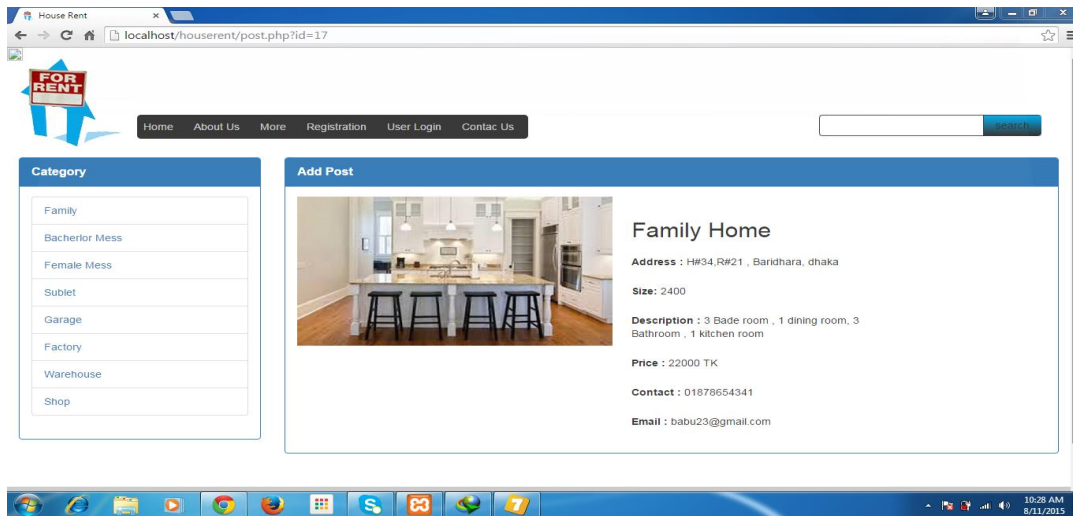 House Rent
localhost/houserent/post.php?id=17
FOR
RENT
Home About Us More Registration User Login Contac Us
search
Category
Family
Bacherlor Mess
Female Mess
Sublet
Garage
Factory
Warehouse
Shop
Add Post
Family Home
Address : H#34,R#21 , Baridhara, dhaka
Size: 2400
Description : 3 Bade room , 1 dining room, 3
Bathroom , 1 kitchen room
Price : 22000 TK
Contact : 01878654341
Email : babu23@gmail.com
10:28 AM
8/11/2015